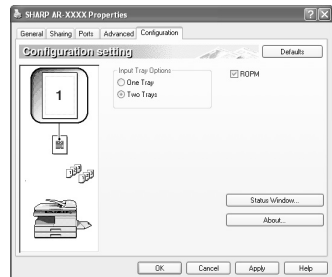 SHARP AR-XXXX Properties
General Sharing Ports Advanced Configuration
Configuration setting
Defaults
Input Tray Options
One Tray
Two Trays
ROPM
1
Status Window...
About...
OK Cancel Apply Help